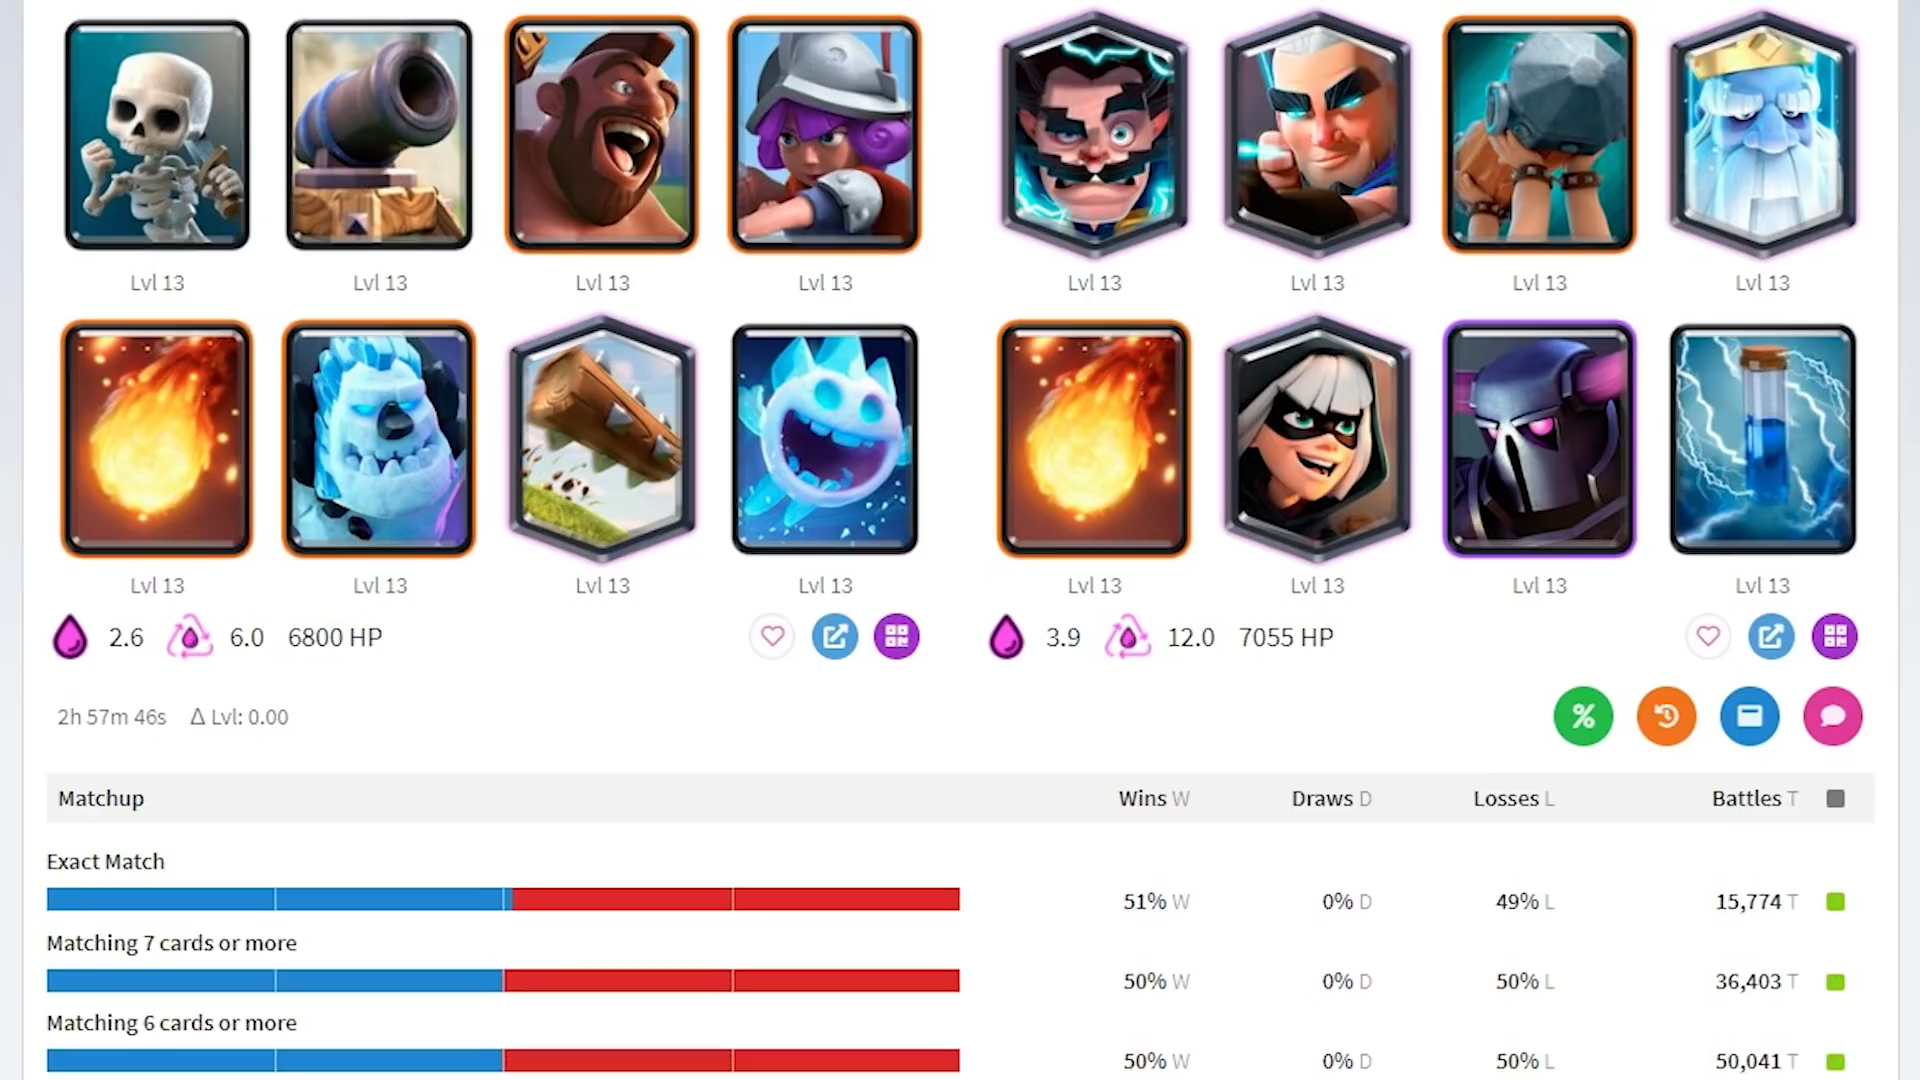 Lvl 13 Lvl 13 Lvl 13 Lvl 13 Lvl 13 Lvl 13 Lvl 13 Lvl 13
Lvl 13 Lvl 13 Lvl 13 Lvl 13 Lvl 13 Lvl 13 Lvl 13 Lvl 13
2.6 6.0 6800 HP 3.9 12.0 7055 HP
2h 57m 46s Δ Lvl: 0.00 %
Matchup Wins W Draws D Losses L Battles T
Exact Match
51% W 0% D 49% L 15,774 T
Matching 7 cards or more
50% W 0% D 50% L 36,403 T
Matching 6 cards or more
50% W 0% D 50% L 50,041 T